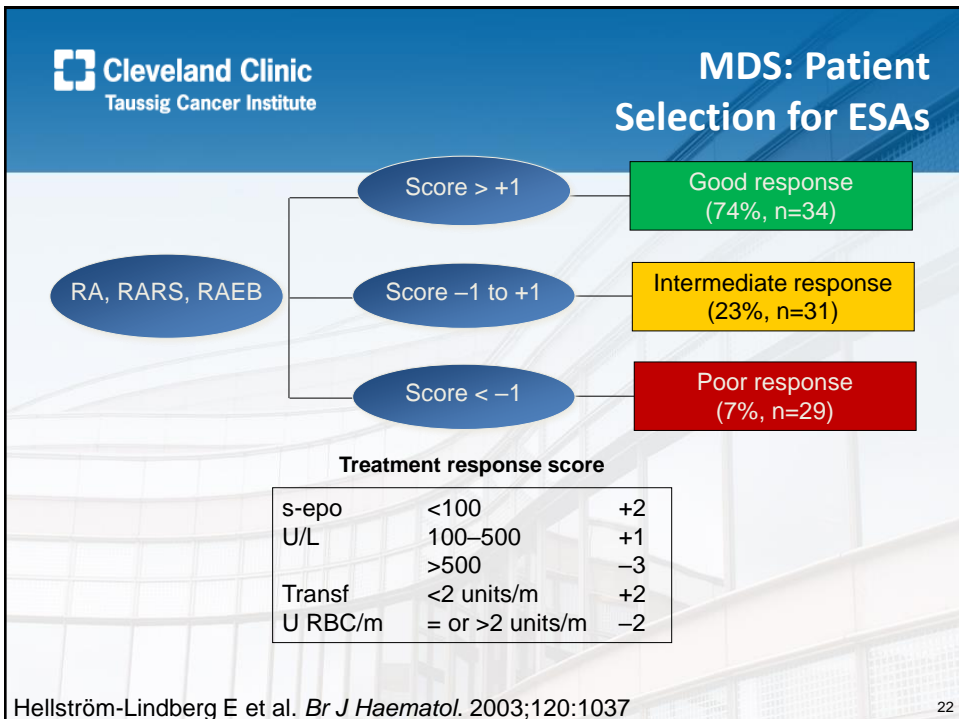 Cleveland Clinic
Taussig Cancer Institute
MDS: Patient
Selection for ESAs
RA, RARS, RAEB
Score > +1
Good response
(74%, n=34)
Score –1 to +1
Intermediate response
(23%, n=31)
Score < –1
Poor response
(7%, n=29)
Treatment response score
s-epo <100 +2
U/L 100–500 +1
>500 –3
Transf <2 units/m +2
U RBC/m = or >2 units/m –2
Hellström-Lindberg E et al. Br J Haematol. 2003;120:1037
22